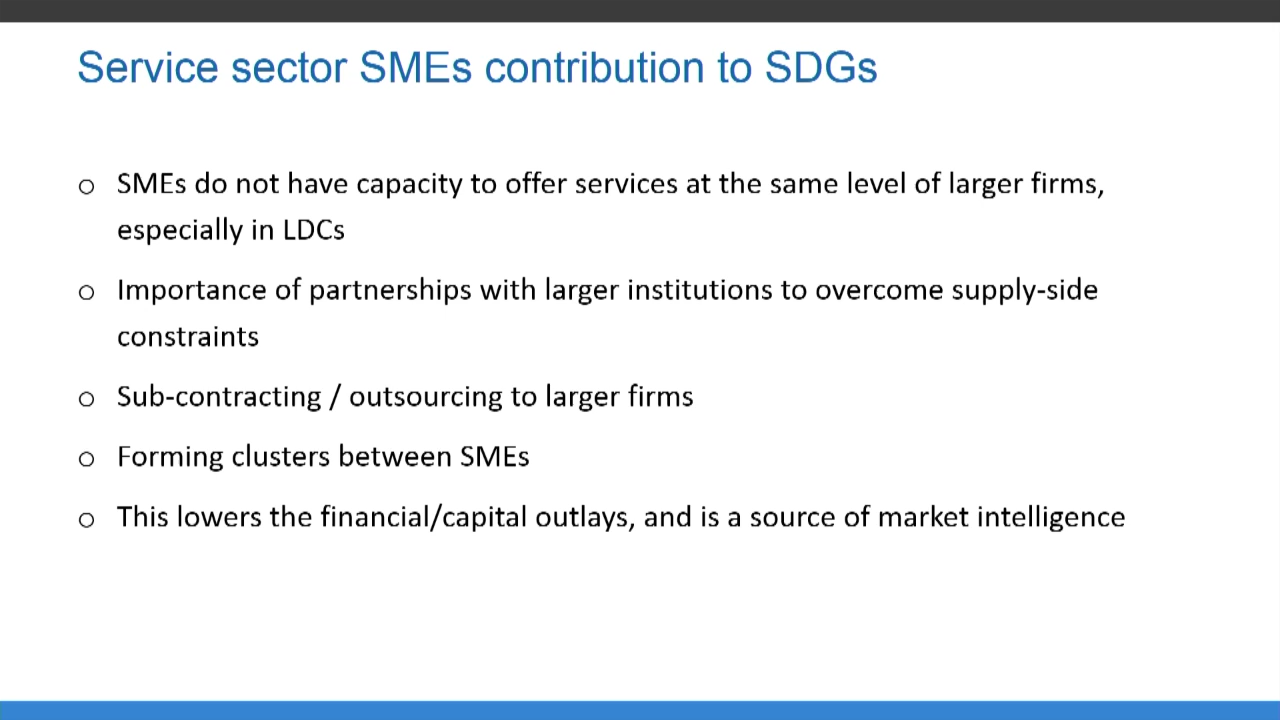 Service sector SMEs contribution to SDGs
o SMEs do not have capacity to offer services at the same level of larger firms,
especially in LDCs
o Importance of partnerships with larger institutions to overcome supply-side
constraints
o Sub-contracting / outsourcing to larger firms
o Forming clusters between SMEs
o This lowers the financial/capital outlays, and is a source of market intelligence